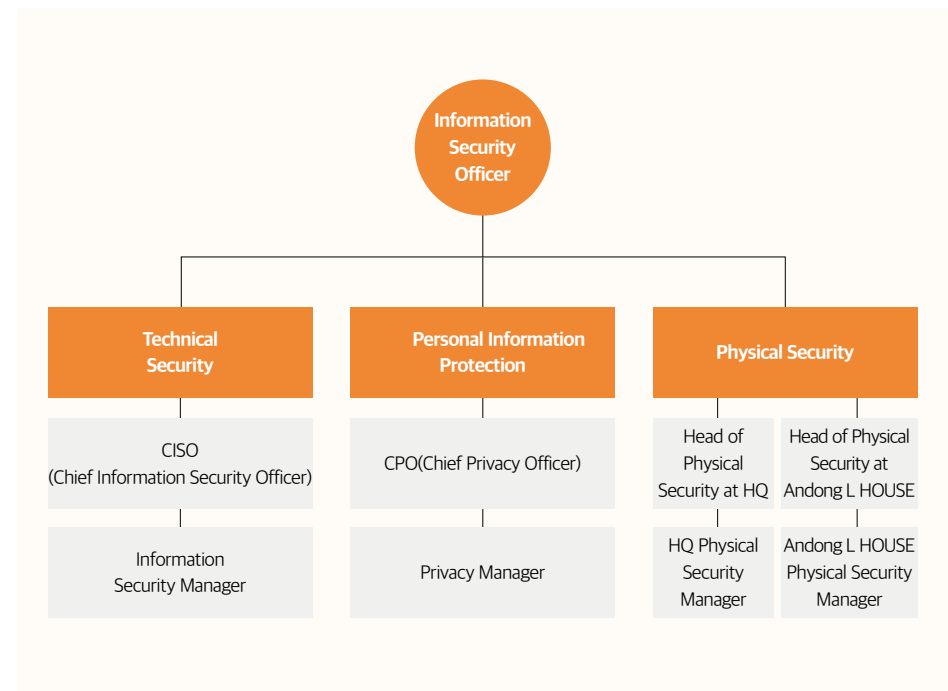 Information
Security
Officer
Technical
Security
Personal Information
Protection
Physical Security
CISO
(Chief Information Security Officer)
CPO(Chief Privacy Officer)
Head of
Physical
Security at HQ
Head of Physical
Security at
Andong L HOUSE
Information
Security Manager
Privacy Manager
HQ Physical
Security
Manager
Andong L HOUSE
Physical Security
Manager